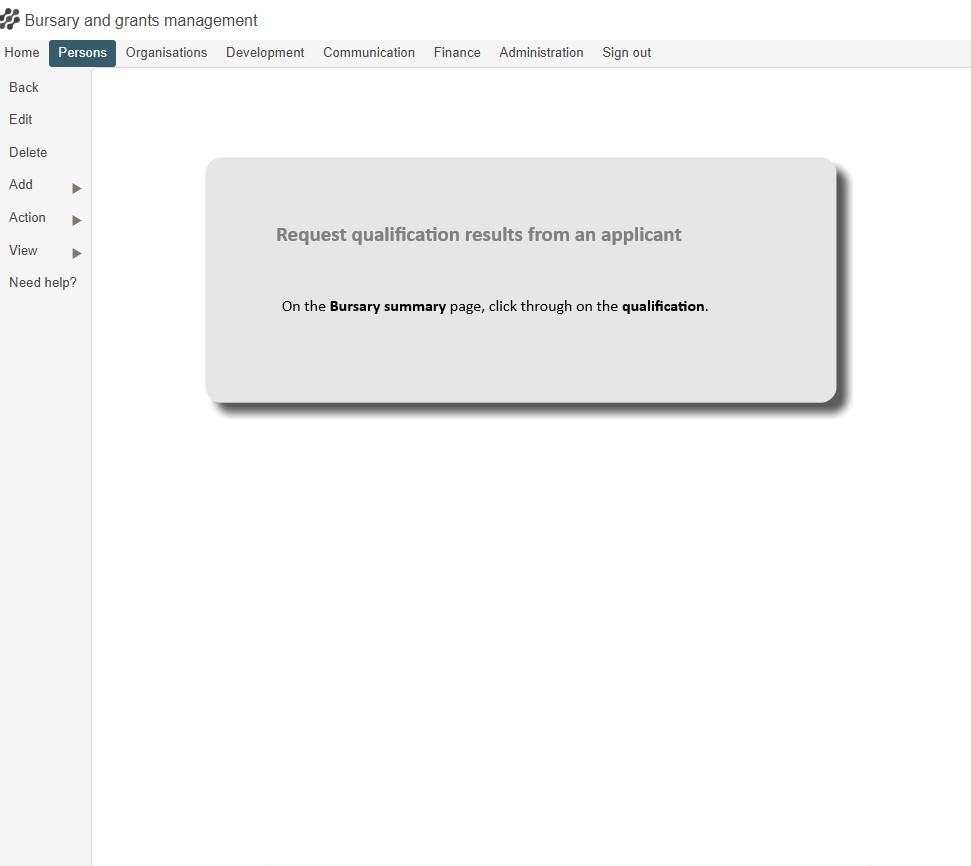 Bursary and grants management
Home Persons Organisations Development Communication Finance Administration Sign out
Back
Edit
Delete
Add
Action
View
Need help?
Request qualification results from an applicant
On the Bursary summary page, click through on the qualification.